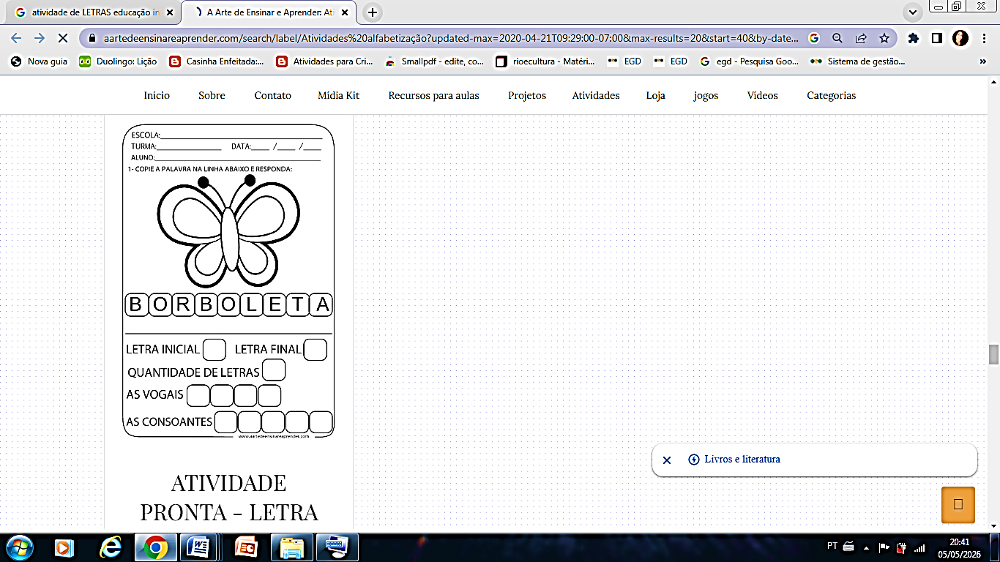 atividade de LETRAS educação in
A Arte de Ensinar e Aprender: Ati
aartedeensinareaprender.com/search/label/Atividades%20alfabetização?updated-max=2020-04-21T09:29:00-07:00&max-results=20&start=40&by-date...
Nova guia
Duolingo: Lição
Casinha Enfeitada:...
Atividades para Cri...
Smallpdf - edite, co...
rioecultura - Matéri...
EGD
EGD
egd - Pesquisa Goo...
Sistema de gestão...
»
Início
Sobre
Contato
Mídia Kit
Recursos para aulas
Projetos
Atividades
Loja
jogos
Vídeos
Categorias
ESCOLA:
TURMA: DATA: / /
ALUNO:
1- COPIE A PALAVRA NA LINHA ABAIXO E RESPONDA:
BORBOLETA
LETRA INICIAL LETRA FINAL
QUANTIDADE DE LETRAS
AS VOGAIS
AS CONSOANTES
www.aartedeensinareaprender.com
Livros e literatura
ATIVIDADE
PRONTA - LETRA
PT
20:41
05/05/2026